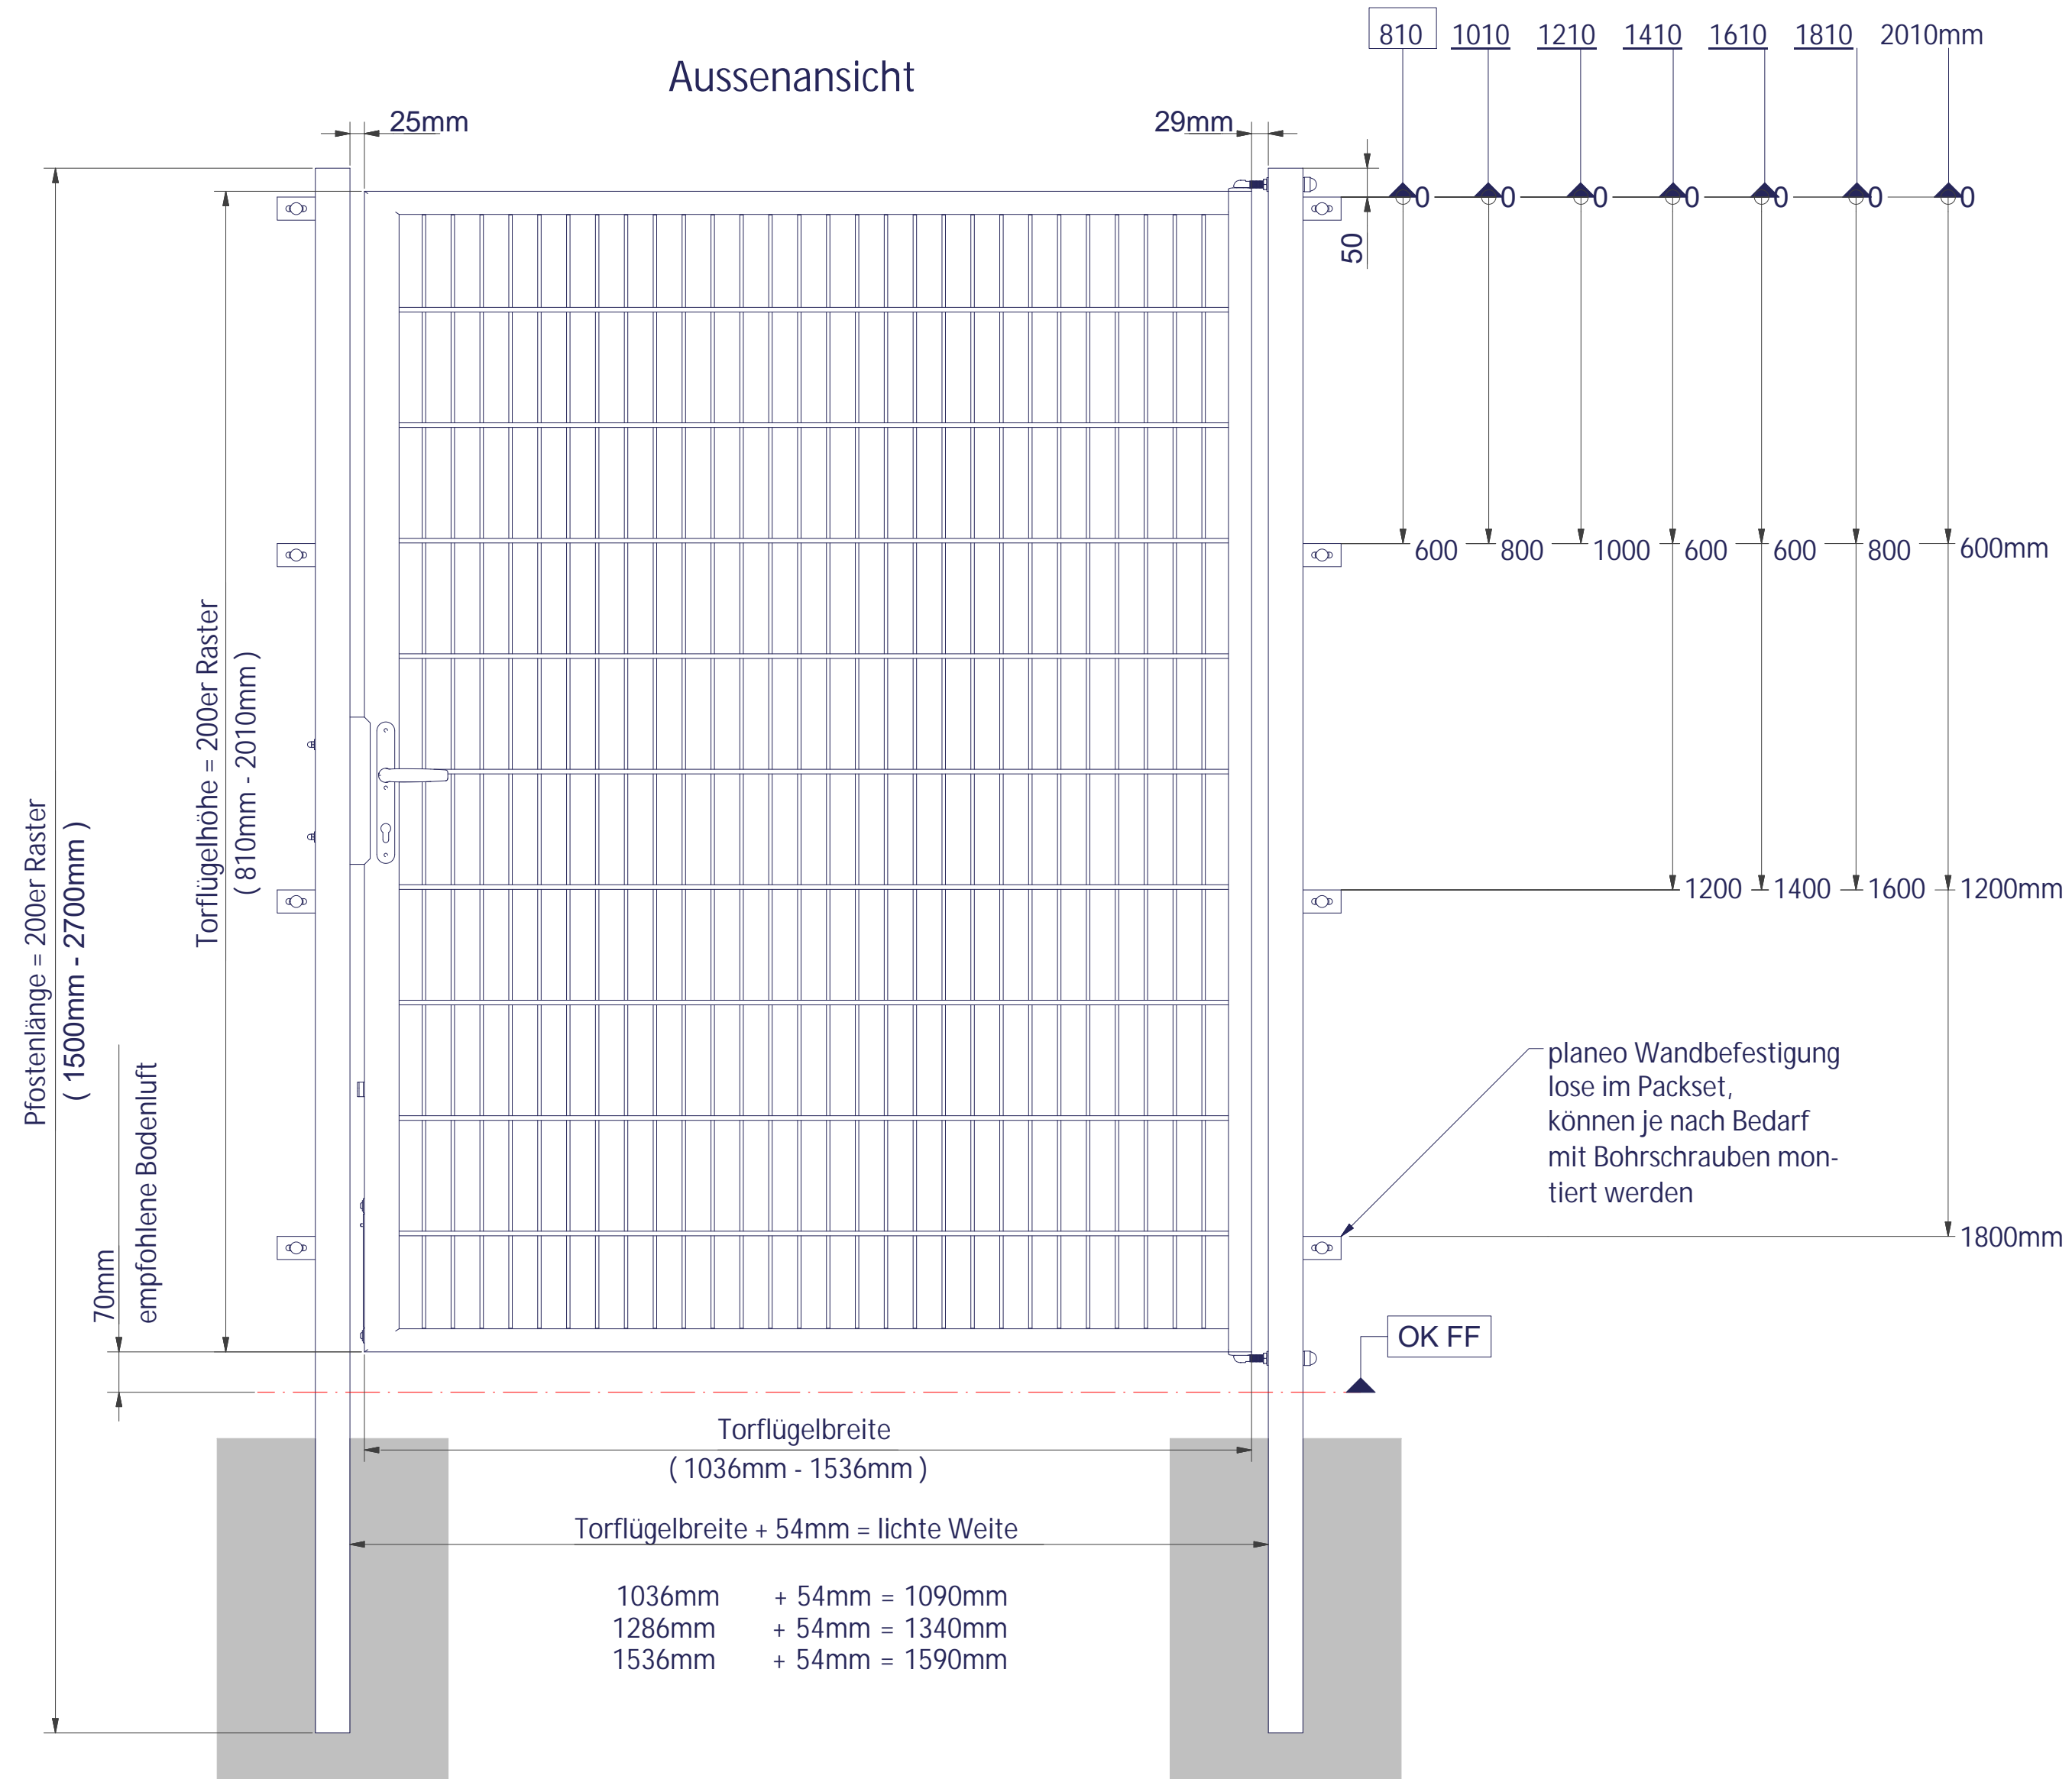 810 1010 1210 1410 1610 1810 2010mm
Aussenansicht
25mm
29mm
0 0 0 0 0 0 0
50
600 800 1000 600 600 800 600mm
Torflügelhöhe = 200er Raster
( 810mm - 2010mm )
Pfostenlänge = 200er Raster
( 1500mm - 2700mm )
1200 1400 1600 1200mm
planeo Wandbefestigung
lose im Packset,
können je nach Bedarf
mit Bohrschrauben mon-
tiert werden
70mm
empfohlene Bodenluft
1800mm
OK FF
Torflügelbreite
( 1036mm - 1536mm )
Torflügelbreite + 54mm = lichte Weite
1036mm + 54mm = 1090mm
1286mm + 54mm = 1340mm
1536mm + 54mm = 1590mm